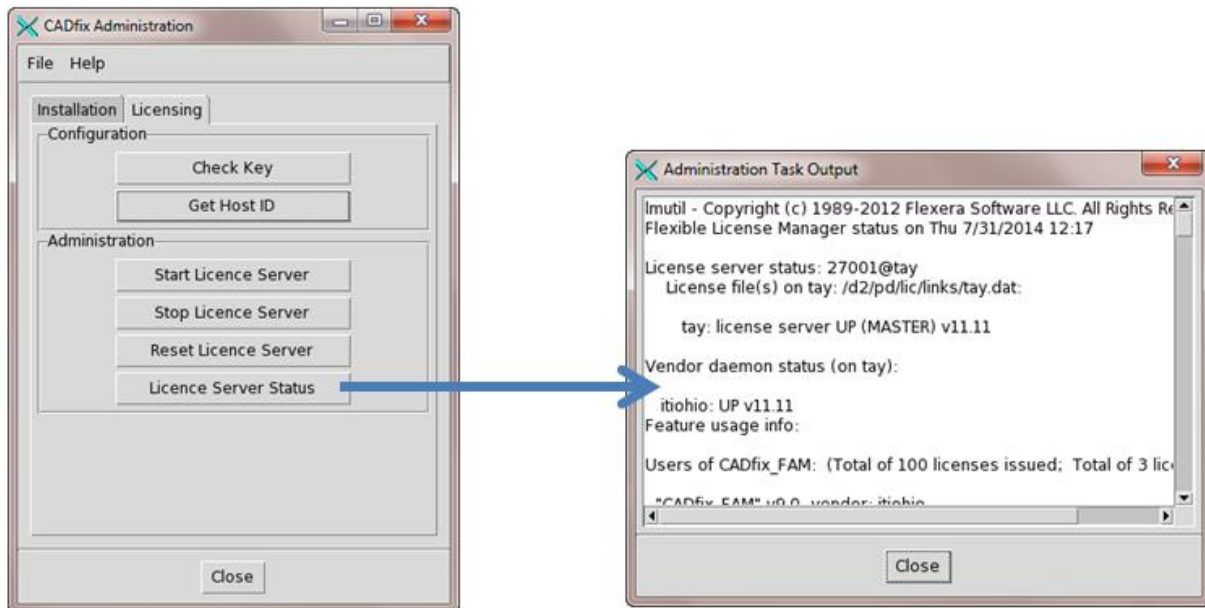 CADfix Administration
File Help
Installation Licensing
Configuration
Check Key
Get Host ID
Administration
Start Licence Server
Stop Licence Server
Reset Licence Server
Licence Server Status
Close
Administration Task Output
lmutil - Copyright (c) 1989-2012 Flexera Software LLC. All Rights Re
Flexible License Manager status on Thu 7/31/2014 12:17
License server status: 27001@tay
License file(s) on tay: /d2/pd/lic/links/tay.dat:
tay: license server UP (MASTER) v11.11
Vendor daemon status (on tay):
itiohio: UP v11.11
Feature usage info:
Users of CADfix_FAM: (Total of 100 licenses issued; Total of 3 lic
"CADfix_FAM" v9.0, vendor: itiohio
Close